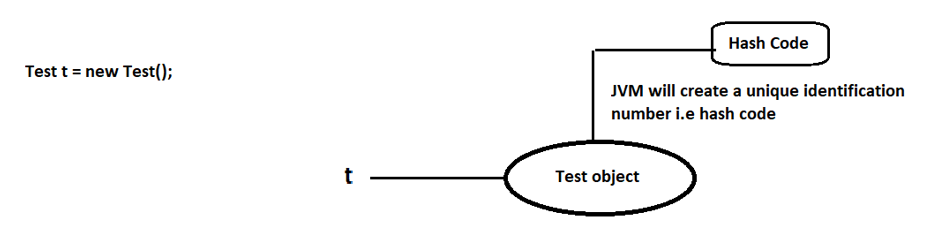 Hash Code
Test t = new Test();
JVM will create a unique identification
number i.e hash code
t
Test object